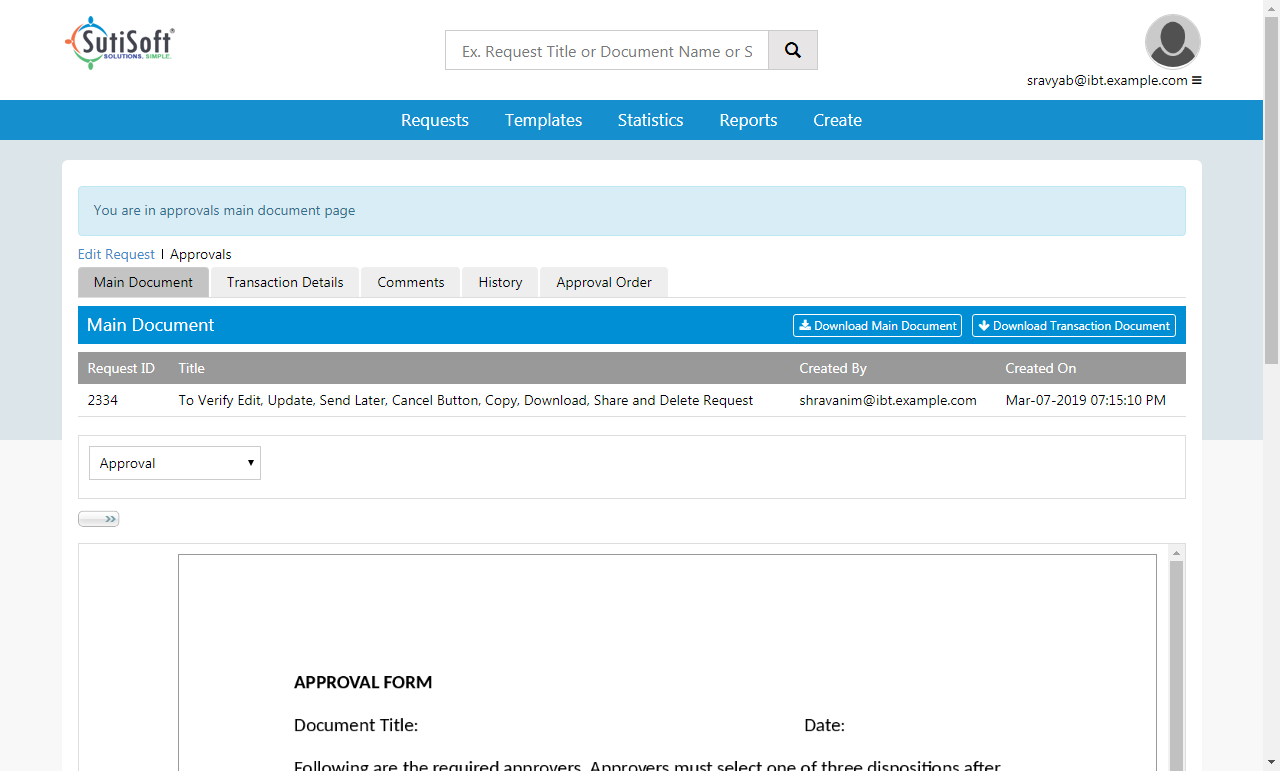 SutiSoft®
SOLUTIONS. SIMPLE.
Ex. Request Title or Document Name or S
sravyab@ibt.example.com
Requests Templates Statistics Reports Create
You are in approvals main document page
Edit Request I Approvals
Main Document Transaction Details Comments History Approval Order
Main Document Download Main Document Download Transaction Document
Request ID Title Created By Created On
2334 To Verify Edit, Update, Send Later, Cancel Button, Copy, Download, Share and Delete Request shravanim@ibt.example.com Mar-07-2019 07:15:10 PM
Approval
APPROVAL FORM
Document Title: Date:
Following are the required approvers. Approvers must select one of three dispositions after